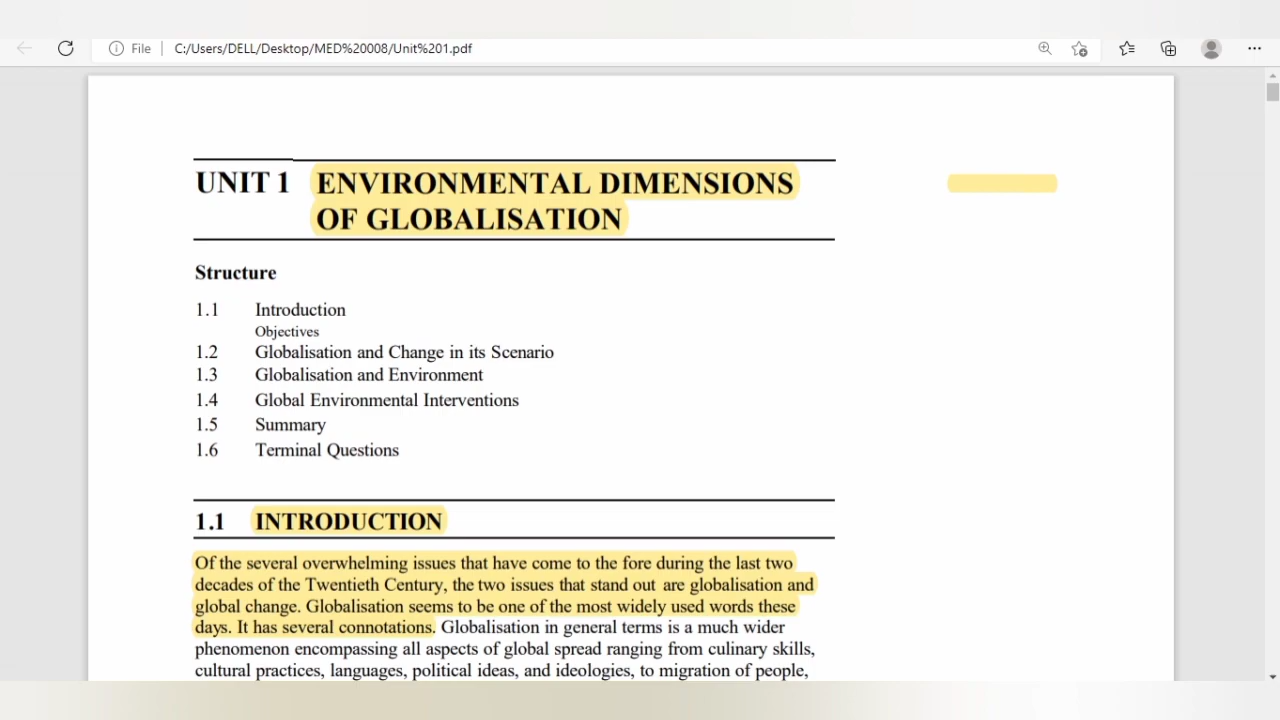 File
C:/Users/DELL/Desktop/MED%20008/Unit%201.pdf
UNIT 1 ENVIRONMENTAL DIMENSIONS
OF GLOBALISATION
Structure
1.1 Introduction
Objectives
1.2 Globalisation and Change in its Scenario
1.3 Globalisation and Environment
1.4 Global Environmental Interventions
1.5 Summary
1.6 Terminal Questions
1.1 INTRODUCTION
Of the several overwhelming issues that have come to the fore during the last two
decades of the Twentieth Century, the two issues that stand out are globalisation and
global change. Globalisation seems to be one of the most widely used words these
days. It has several connotations. Globalisation in general terms is a much wider
phenomenon encompassing all aspects of global spread ranging from culinary skills,
cultural practices, languages, political ideas, and ideologies, to migration of people,